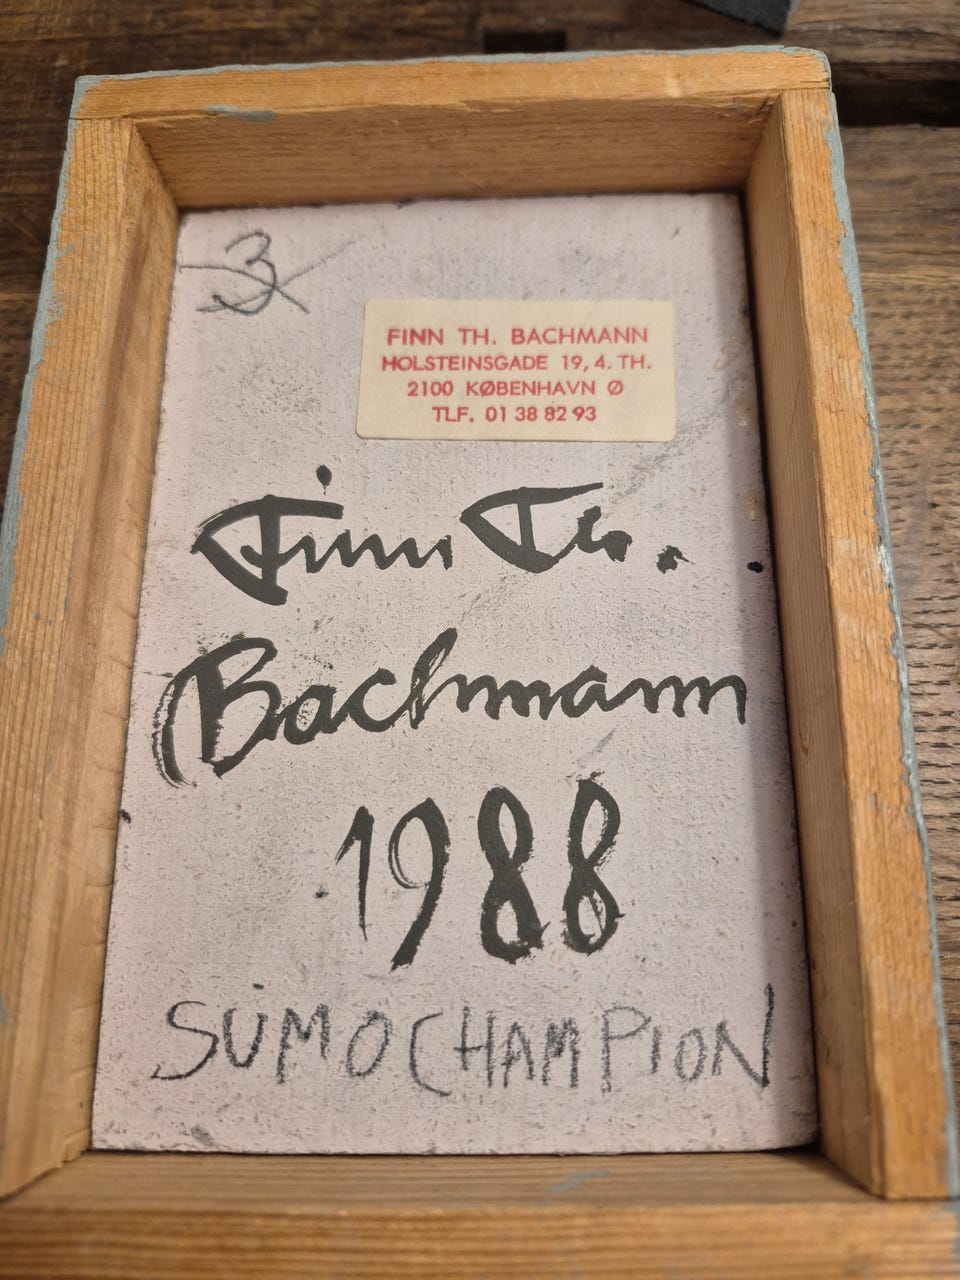 3
FINN TH. BACHMANN
HOLSTEINSGADE 19, 4. TH.
2100 KØBENHAVN Ø
TLF. 01 38 82 93
Finn Th.
Bachmann
1988
SUMOCHAMPION